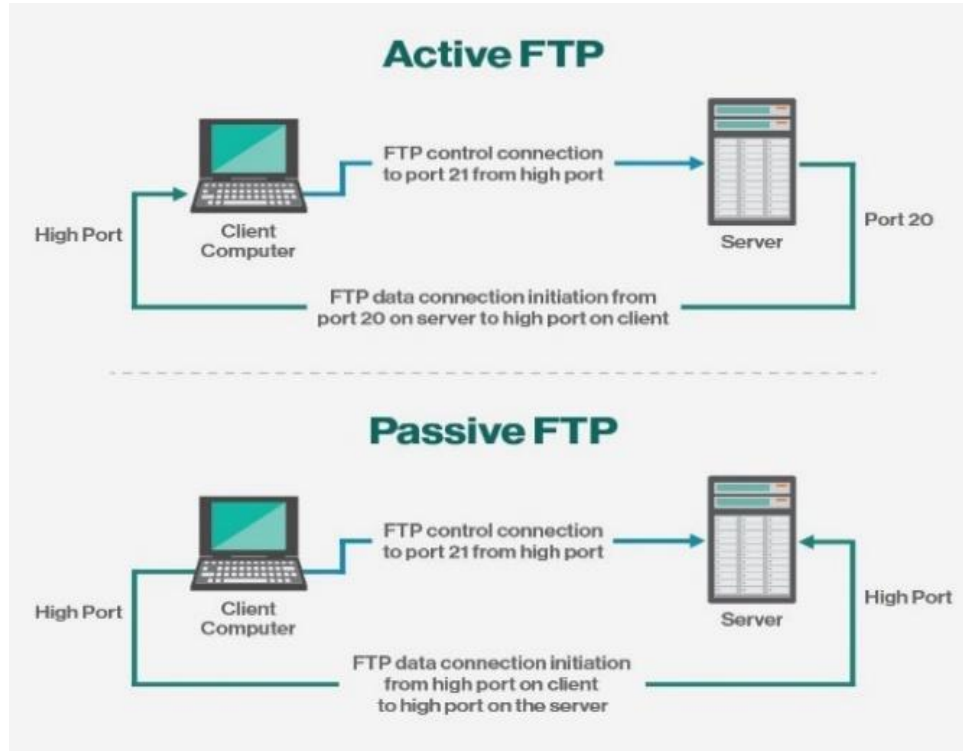 Active FTP
FTP control connection
to port 21 from high port
High Port
Client
Computer
Server
Port 20
FTP data connection initiation from
port 20 on server to high port on client
Passive FTP
FTP control connection
to port 21 from high port
High Port
Client
Computer
Server
High Port
FTP data connection initiation
from high port on client
to high port on the server